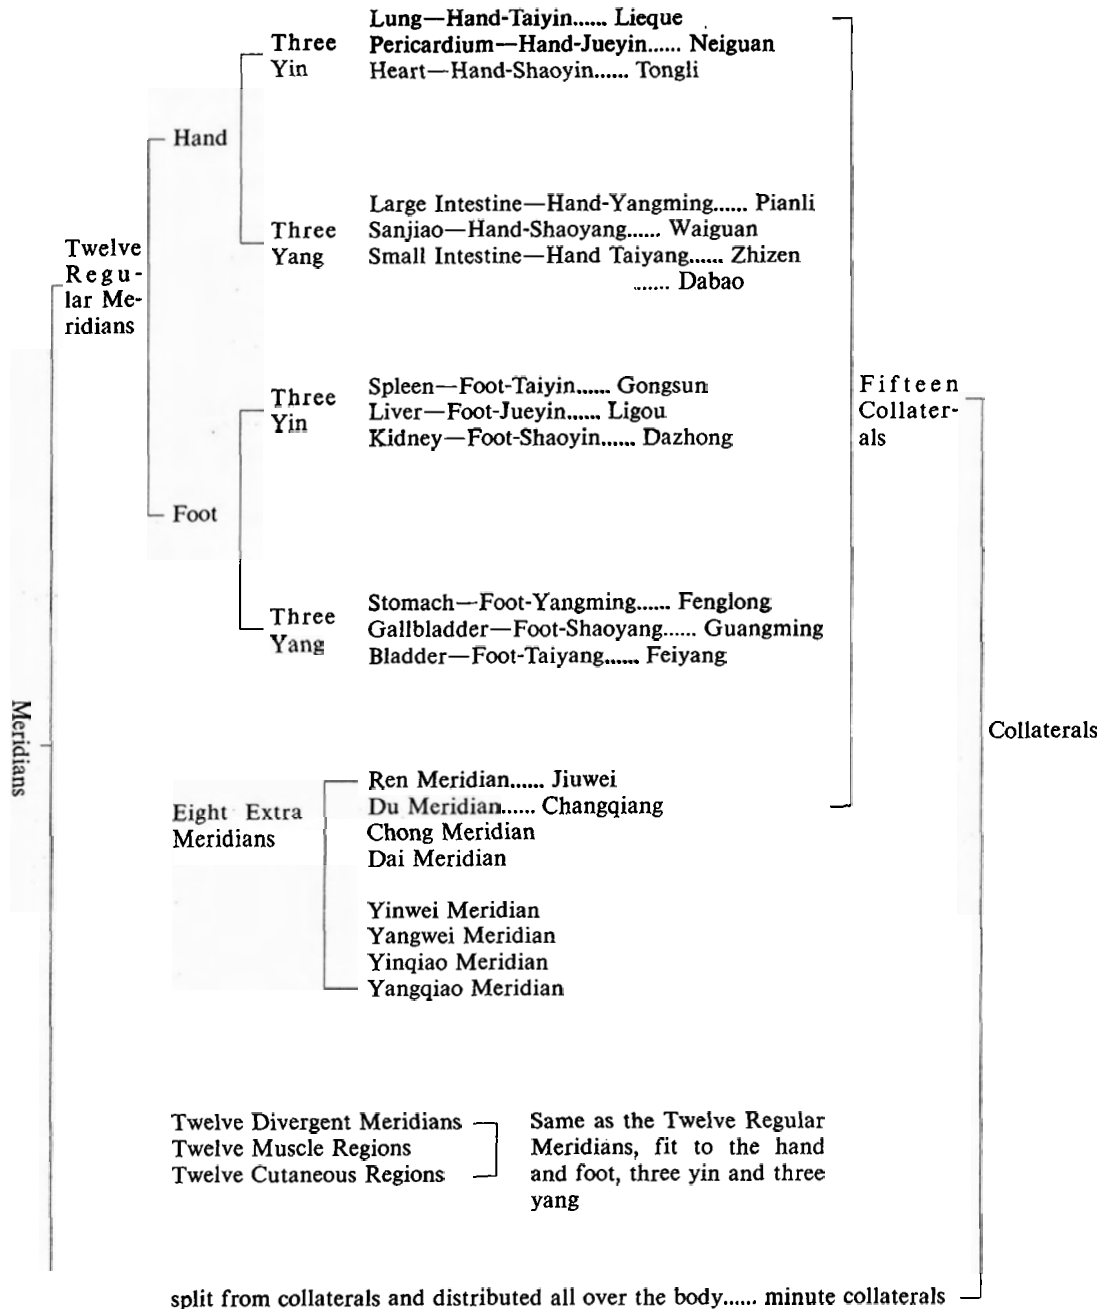 Meridians
Twelve
Regu-
lar Me-
ridians
Hand
Three
Yin
Lung—Hand-Taiyin...... Lieque
Pericardium—Hand-Jueyin...... Neiguan
Heart—Hand-Shaoyin...... Tongli
Three
Yang
Large Intestine—Hand-Yangming...... Pianli
Sanjiao—Hand-Shaoyang...... Waiguan
Small Intestine—Hand Taiyang...... Zhizen
...... Dabao
Foot
Three
Yin
Spleen—Foot-Taiyin...... Gongsun
Liver—Foot-Jueyin...... Ligou
Kidney—Foot-Shaoyin...... Dazhong
Three
Yang
Stomach—Foot-Yangming...... Fenglong
Gallbladder—Foot-Shaoyang...... Guangming
Bladder—Foot-Taiyang...... Feiyang
Fifteen
Collater-
als
Collaterals
Eight Extra
Meridians
Ren Meridian...... Jiuwei
Du Meridian...... Changqiang
Chong Meridian
Dai Meridian
Yinwei Meridian
Yangwei Meridian
Yinqiao Meridian
Yangqiao Meridian
Twelve Divergent Meridians
Twelve Muscle Regions
Twelve Cutaneous Regions
Same as the Twelve Regular
Meridians, fit to the hand
and foot, three yin and three
yang
split from collaterals and distributed all over the body...... minute collaterals